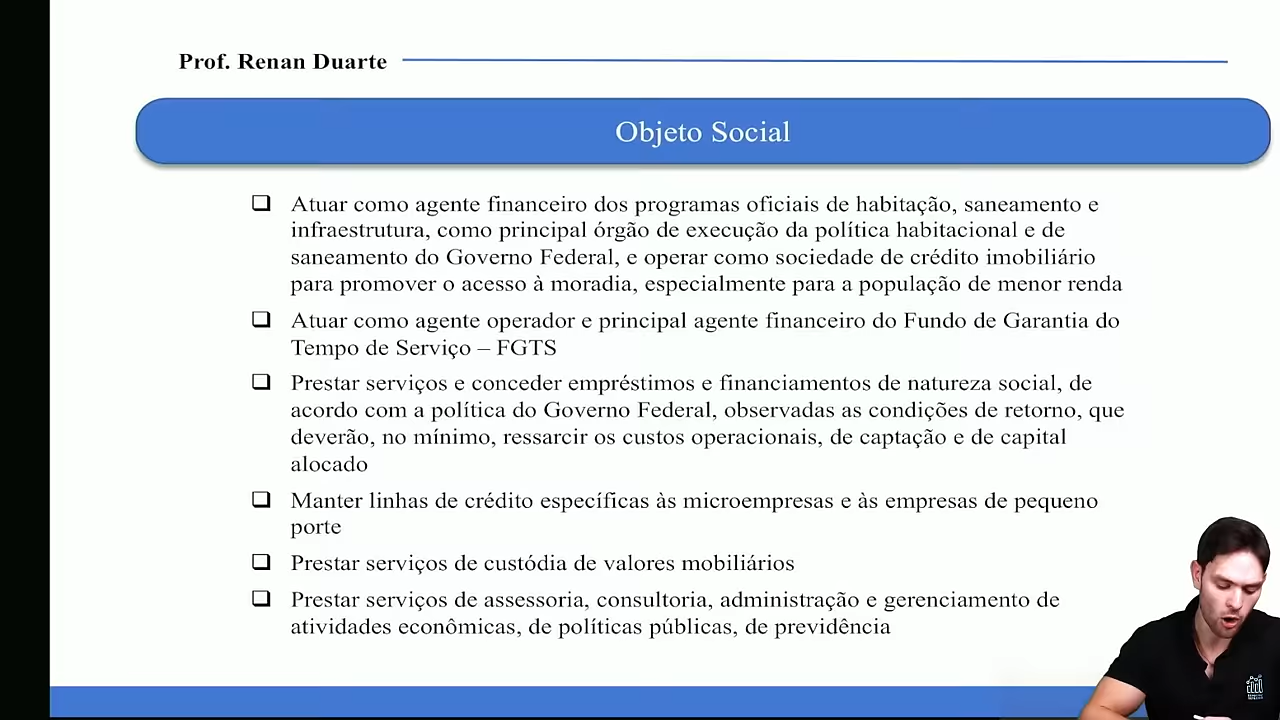 Prof. Renan Duarte
Objeto Social
Atuar como agente financeiro dos programas oficiais de habitação, saneamento e
infraestrutura, como principal órgão de execução da política habitacional e de
saneamento do Governo Federal, e operar como sociedade de crédito imobiliário
para promover o acesso à moradia, especialmente para a população de menor renda
Atuar como agente operador e principal agente financeiro do Fundo de Garantia do
Tempo de Serviço – FGTS
Prestar serviços e conceder empréstimos e financiamentos de natureza social, de
acordo com a política do Governo Federal, observadas as condições de retorno, que
deverão, no mínimo, ressarcir os custos operacionais, de captação e de capital
alocado
Manter linhas de crédito específicas às microempresas e às empresas de pequeno
porte
Prestar serviços de custódia de valores mobiliários
Prestar serviços de assessoria, consultoria, administração e gerenciamento de
atividades econômicas, de políticas públicas, de previdência